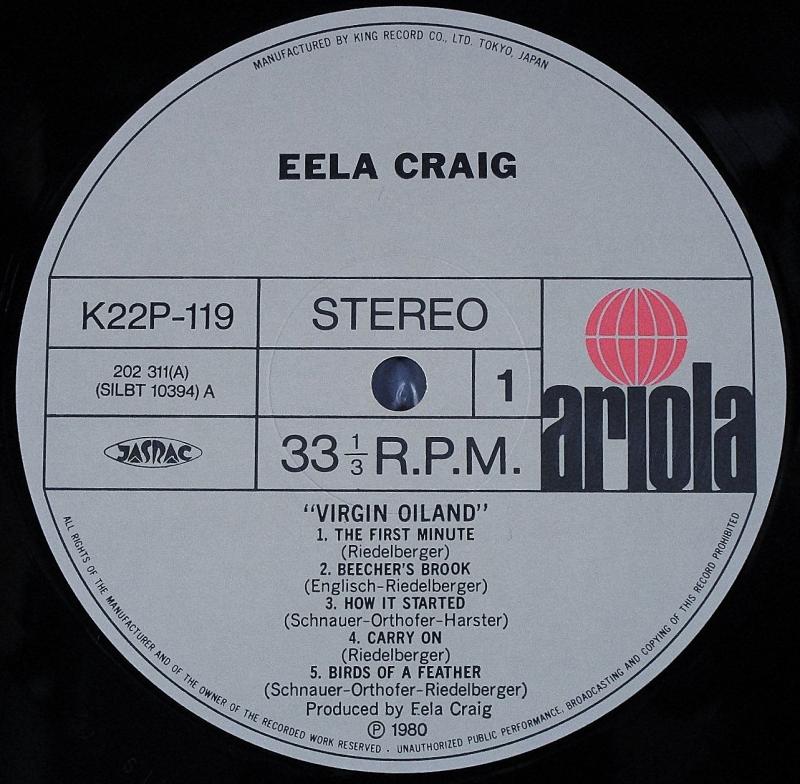 MANUFACTURED BY KING RECORD CO., LTD. TOKYO, JAPAN
EELA CRAIG
K22P-119
STEREO
202 311(A)
(SILBT 10394) A
1
JASRAC
33 1/3 R.P.M.
ariola
"VIRGIN OILAND"
1. THE FIRST MINUTE
(Riedelberger)
2. BEECHER'S BROOK
(Englisch-Riedelberger)
3. HOW IT STARTED
(Schnauer-Orthofer-Harster)
4. CARRY ON
(Riedelberger)
5. BIRDS OF A FEATHER
(Schnauer-Orthofer-Riedelberger)
Produced by Eela Craig
℗ 1980
ALL RIGHTS OF THE MANUFACTURER AND OF THE OWNER OF THE RECORDED WORK RESERVED · UNAUTHORIZED PUBLIC PERFORMANCE, BROADCASTING AND COPYING OF THIS RECORD PROHIBITED